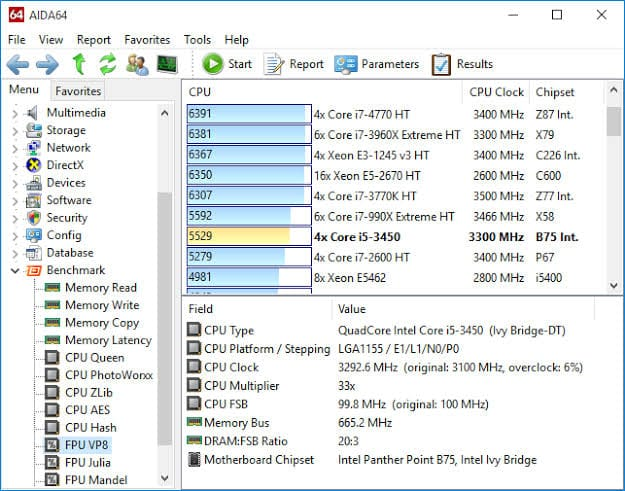 64 AIDA64
File View Report Favorites Tools Help
Start Report Parameters Results
Menu Favorites
Multimedia
Storage
Network
DirectX
Devices
Software
Security
Config
Database
Benchmark
Memory Read
Memory Write
Memory Copy
Memory Latency
CPU Queen
CPU PhotoWorxx
CPU ZLib
CPU AES
CPU Hash
FPU VP8
FPU Julia
FPU Mandel
CPU CPU Clock Chipset
6391 4x Core i7-4770 HT 3400 MHz Z87 Int.
6381 6x Core i7-3960X Extreme HT 3300 MHz X79
6367 4x Xeon E3-1245 v3 HT 3400 MHz C226 Int.
6350 16x Xeon E5-2670 HT 2600 MHz C600
6307 4x Core i7-3770K HT 3500 MHz Z77 Int.
5592 6x Core i7-990X Extreme HT 3466 MHz X58
5529 4x Core i5-3450 3300 MHz B75 Int.
5279 4x Core i7-2600 HT 3400 MHz P67
4981 8x Xeon E5462 2800 MHz i5400
Field Value
CPU Type QuadCore Intel Core i5-3450 (Ivy Bridge-DT)
CPU Platform / Stepping LGA1155 / E1/L1/N0/P0
CPU Clock 3292.6 MHz (original: 3100 MHz, overclock: 6%)
CPU Multiplier 33x
CPU FSB 99.8 MHz (original: 100 MHz)
Memory Bus 665.2 MHz
DRAM:FSB Ratio 20:3
Motherboard Chipset Intel Panther Point B75, Intel Ivy Bridge